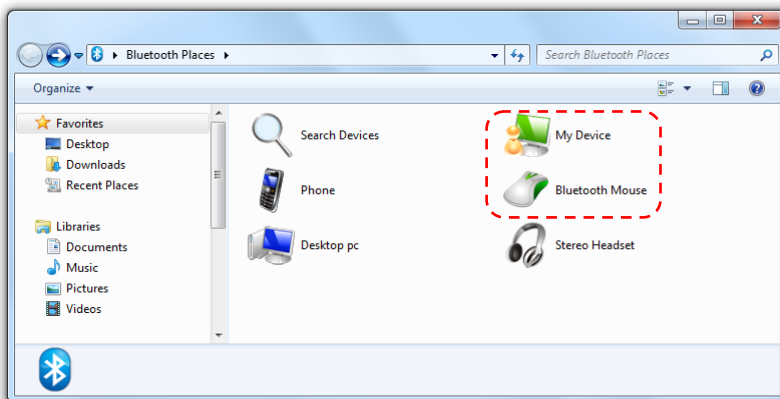 Bluetooth Places
Search Bluetooth Places
Organize
Favorites
Desktop
Downloads
Recent Places
Libraries
Documents
Music
Pictures
Videos
Search Devices
My Device
Phone
Bluetooth Mouse
Desktop pc
Stereo Headset